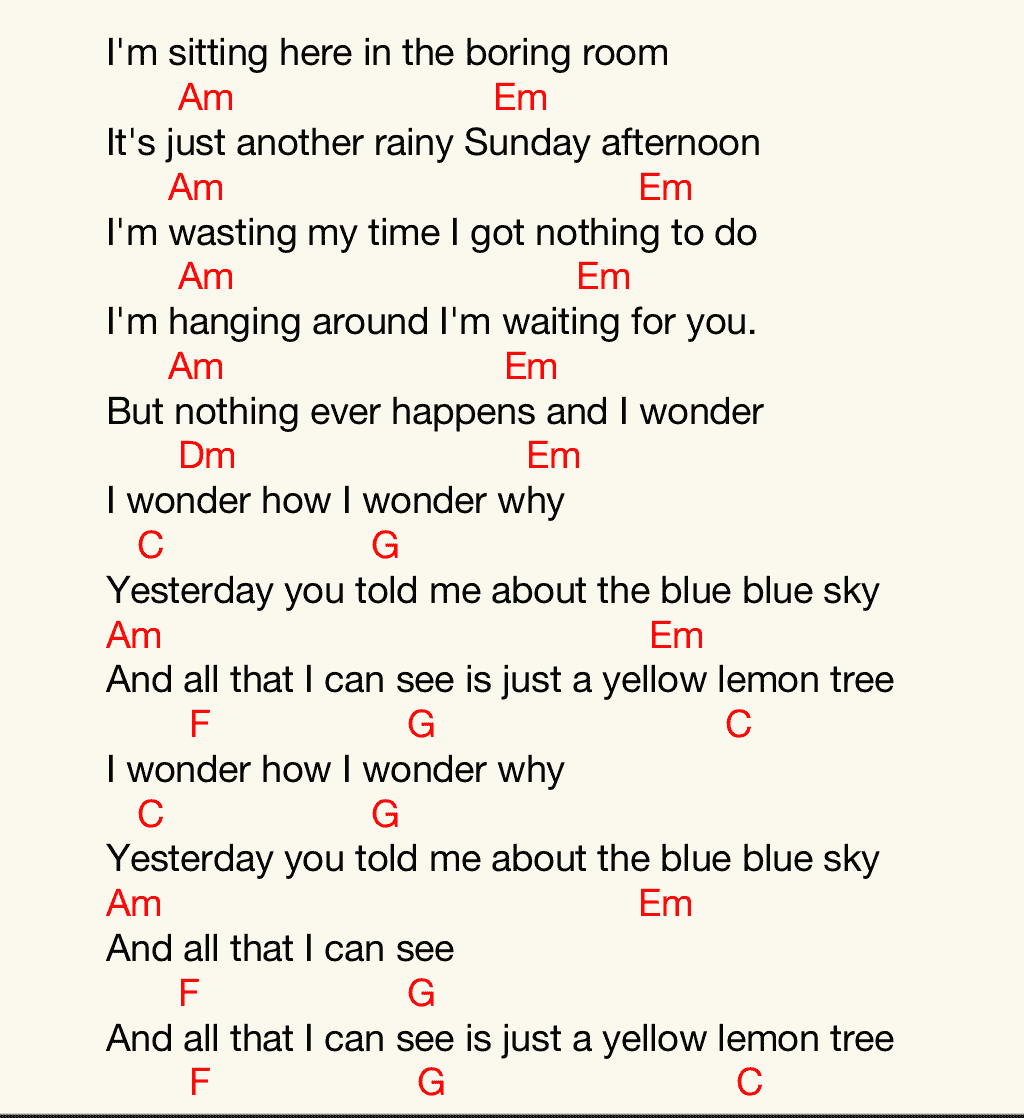 I'm sitting here in the boring room
Am Em
It's just another rainy Sunday afternoon
Am Em
I'm wasting my time I got nothing to do
Am Em
I'm hanging around I'm waiting for you.
Am Em
But nothing ever happens and I wonder
Dm Em
I wonder how I wonder why
C G
Yesterday you told me about the blue blue sky
Am Em
And all that I can see is just a yellow lemon tree
F G C
I wonder how I wonder why
C G
Yesterday you told me about the blue blue sky
Am Em
And all that I can see
F G
And all that I can see is just a yellow lemon tree
F G C